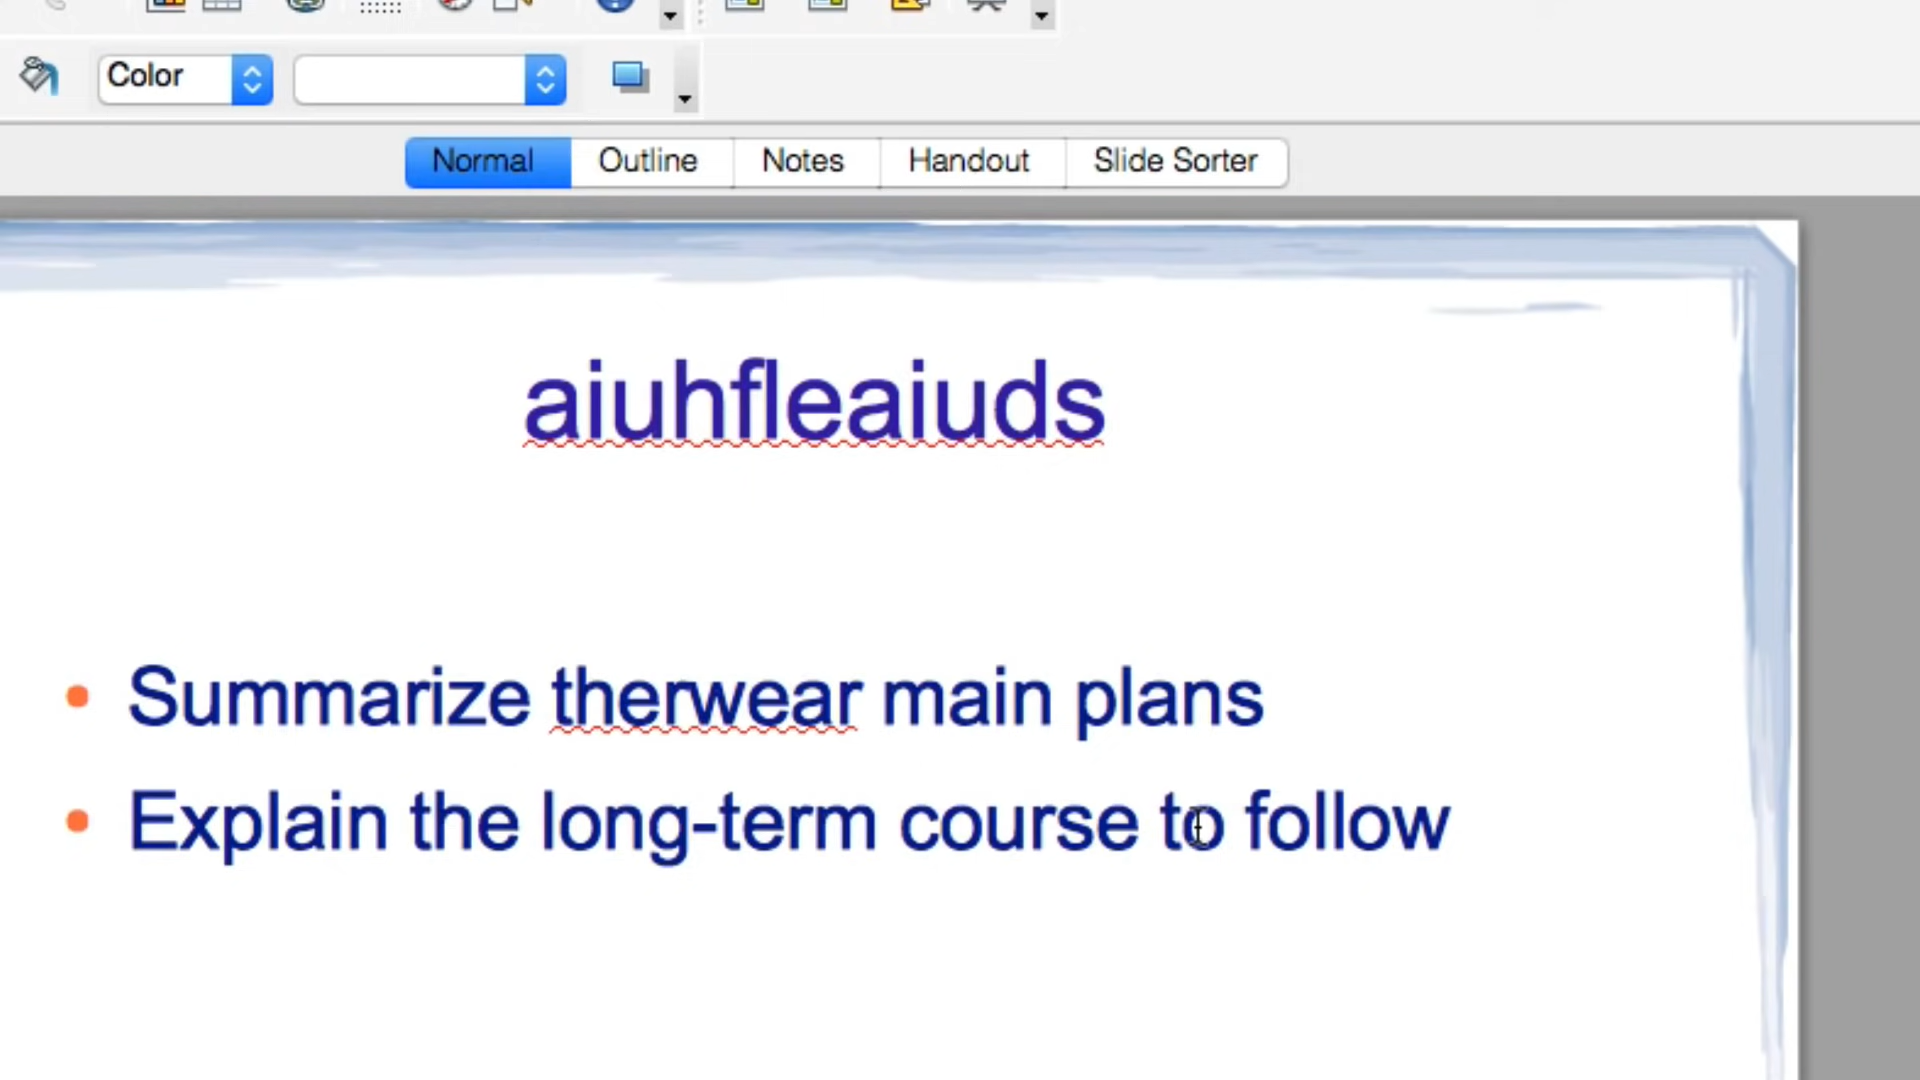 Color
Normal Outline Notes Handout Slide Sorter
aiuhfleaiuds
• Summarize therwear main plans
• Explain the long-term course to follow